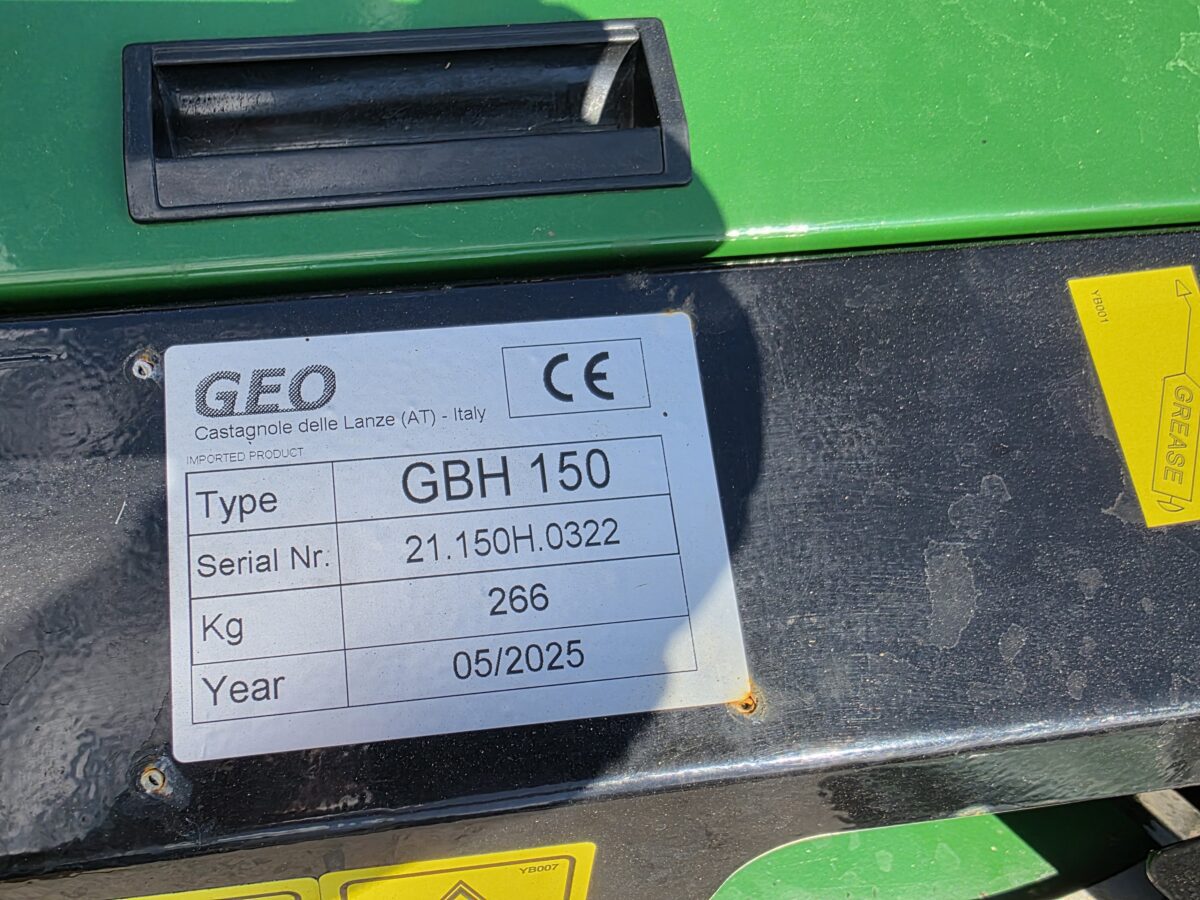 GEO
Castagnole delle Lanze (AT) - Italy
CE
IMPORTED PRODUCT
Type GBH 150
Serial Nr. 21.150H.0322
Kg 266
Year 05/2025
YB001
GREASE
YB007